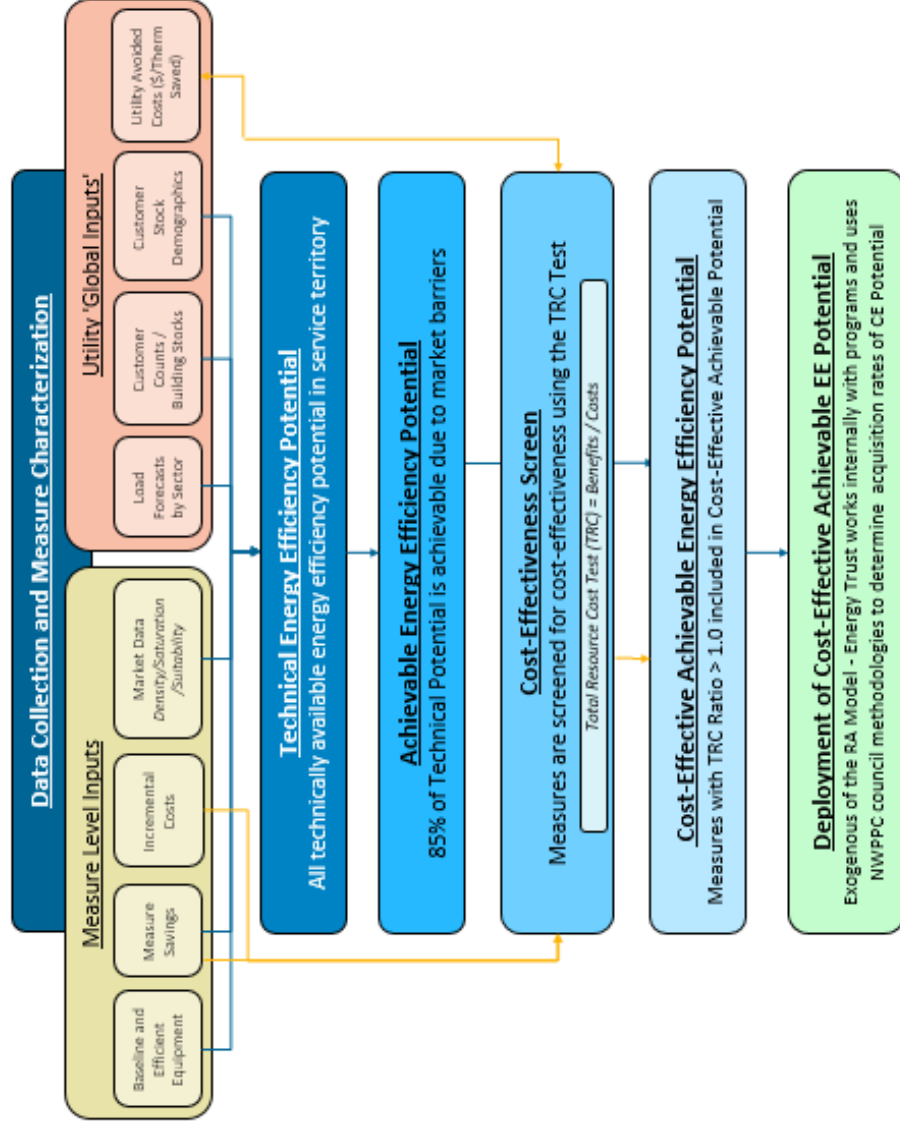 Data Collection and Measure Characterization
Measure Level Inputs
Baseline and
Efficient
Equipment
Measure
Savings
Incremental
Costs
Market Data
Density/Saturation
/Suitability
Utility 'Global Inputs'
Load
Forecasts
by Sector
Customer
Counts /
Building Stocks
Customer
Stock
Demographics
Utility Avoided
Costs ($/Therm
Saved)
Technical Energy Efficiency Potential
All technically available energy efficiency potential in service territory
Achievable Energy Efficiency Potential
85% of Technical Potential is achievable due to market barriers
Cost-Effectiveness Screen
Measures are screened for cost-effectiveness using the TRC Test
Total Resource Cost Test (TRC) = Benefits / Costs
Cost-Effective Achievable Energy Efficiency Potential
Measures with TRC Ratio > 1.0 included in Cost-Effective Achievable Potential
Deployment of Cost-Effective Achievable EE Potential
Exogenous of the RA Model - Energy Trust works internally with programs and uses
NWPPC council methodologies to determine acquisition rates of CE Potential